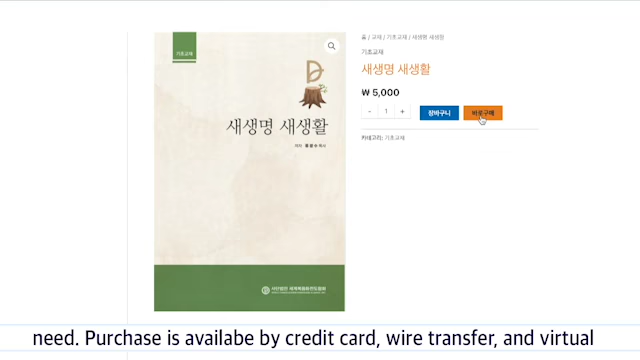 홈 / 교재 / 기초교재 / 새생명 새생활
기초교재
기초교재
새생명 새생활
₩ 5,000
- 1 +
장바구니
바로구매
카테고리: 기초교재
새생명 새생활
need. Purchase is availabe by credit card, wire transfer, and virtual